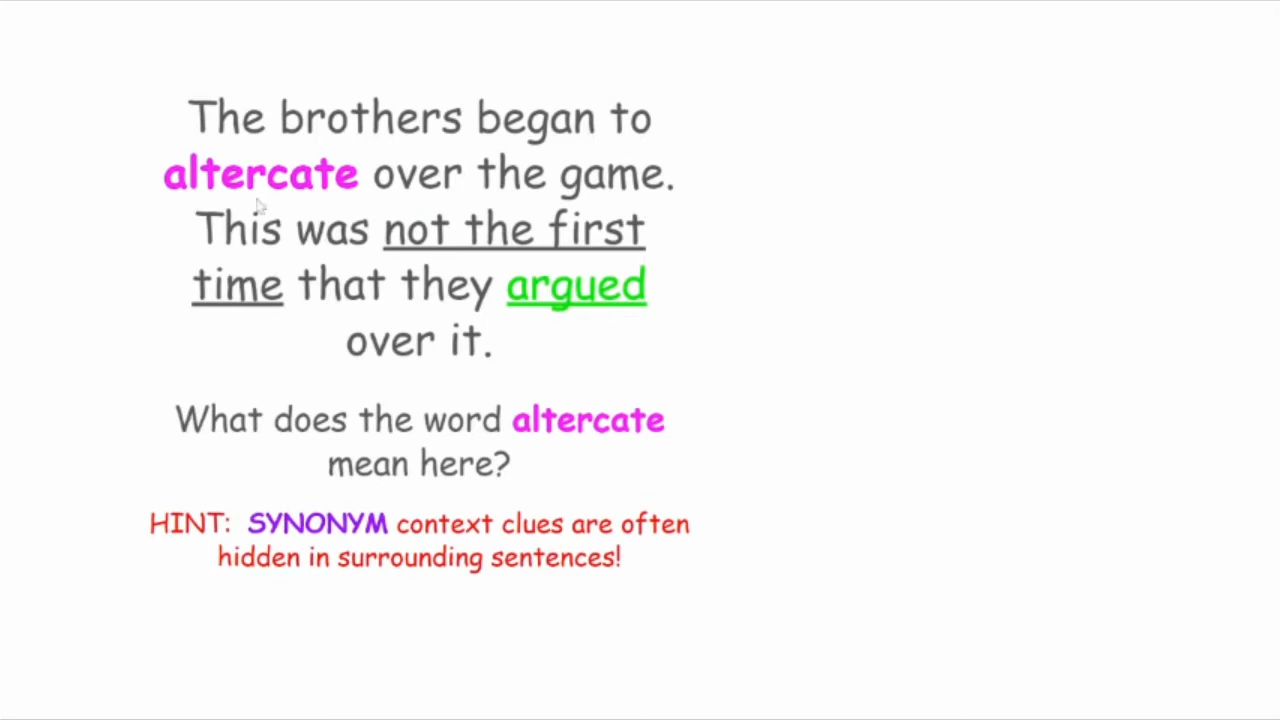 The brothers began to
altercate over the game.
This was not the first
time that they argued
over it.
What does the word altercate
mean here?
HINT: SYNONYM context clues are often
hidden in surrounding sentences!